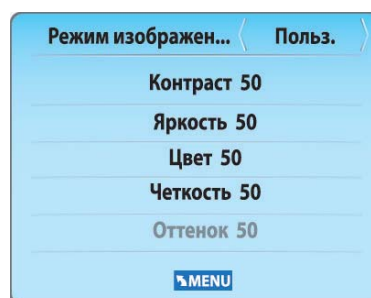 Режим изображен... Польз.
Контраст 50
Яркость 50
Цвет 50
Четкость 50
Оттенок 50
MENU